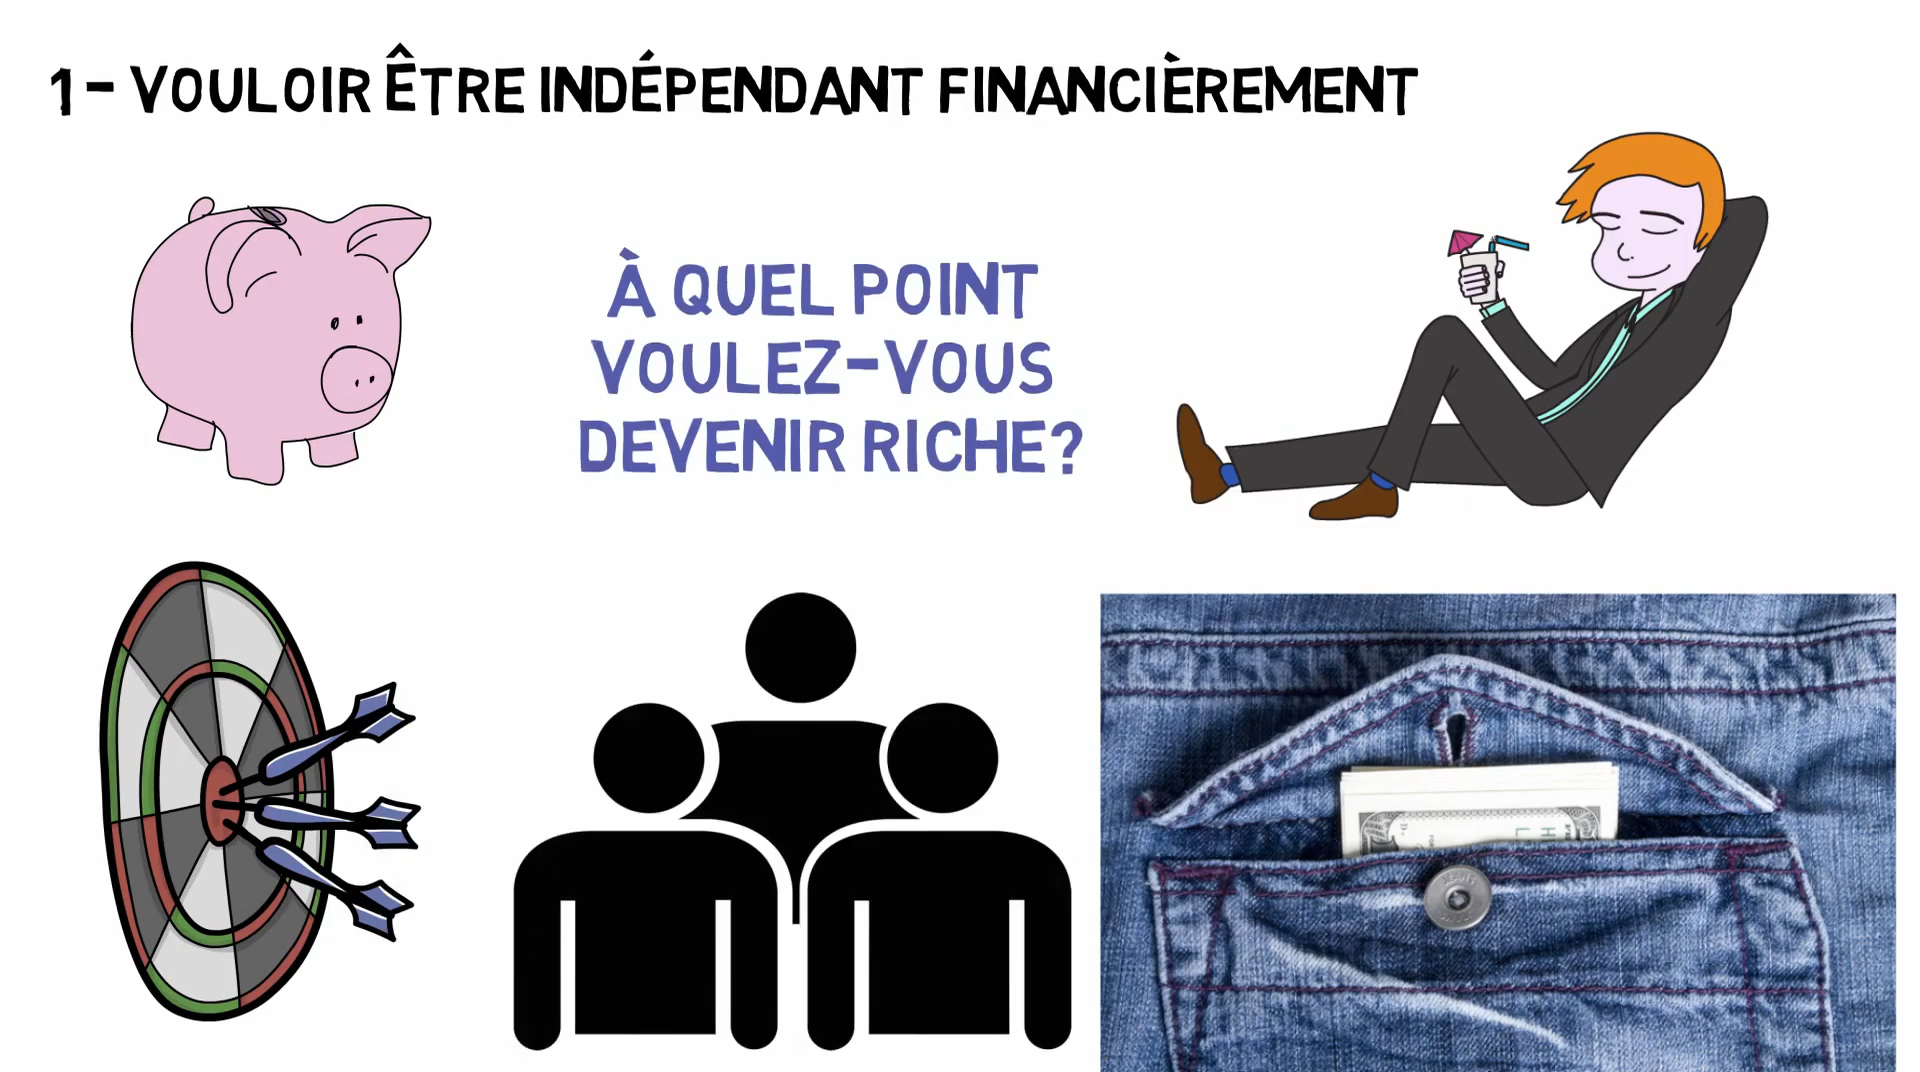 1- VOULOIR ÊTRE INDÉPENDANT FINANCIÈREMENT
À QUEL POINT
VOULEZ-VOUS
DEVENIR RICHE?